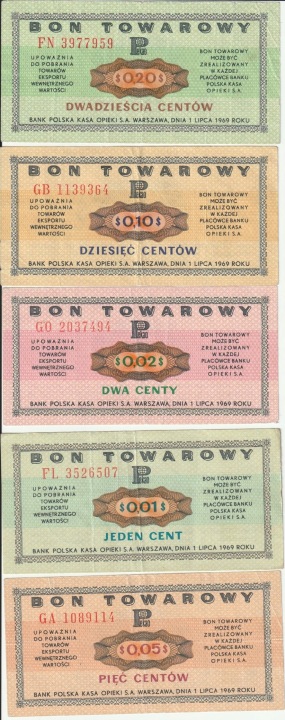 BON TOWAROWY
FN 3977959
UPOWAŻNIA
DO POBRANIA
TOWARÓW
EKSPORTU
WEWNĘTRZNEGO
WARTOŚCI
$0,20$
BON TOWAROWY
MOŻE BYĆ
ZREALIZOWANY
W KAŻDEJ
PLACÓWCE BANKU
POLSKA KASA
OPIEKI S.A.
DWADZIEŚCIA CENTÓW
BANK POLSKA KASA OPIEKI S.A. WARSZAWA, DNIA 1 LIPCA 1969 ROKU
BON TOWAROWY
GB 1139364
UPOWAŻNIA
DO POBRANIA
TOWARÓW
EKSPORTU
WEWNĘTRZNEGO
WARTOŚCI
$0,10$
BON TOWAROWY
MOŻE BYĆ
ZREALIZOWANY
W KAŻDEJ
PLACÓWCE BANKU
POLSKA KASA
OPIEKI S.A.
DZIESIĘĆ CENTÓW
BANK POLSKA KASA OPIEKI S.A. WARSZAWA, DNIA 1 LIPCA 1969 ROKU
BON TOWAROWY
GO 2037494
UPOWAŻNIA
DO POBRANIA
TOWARÓW
EKSPORTU
WEWNĘTRZNEGO
WARTOŚCI
$0,02$
BON TOWAROWY
MOŻE BYĆ
ZREALIZOWANY
W KAŻDEJ
PLACÓWCE BANKU
POLSKA KASA
OPIEKI S.A.
DWA CENTY
BANK POLSKA KASA OPIEKI S.A. WARSZAWA, DNIA 1 LIPCA 1969 ROKU
BON TOWAROWY
FL 3526507
UPOWAŻNIA
DO POBRANIA
TOWARÓW
EKSPORTU
WEWNĘTRZNEGO
WARTOŚCI
$0,01$
BON TOWAROWY
MOŻE BYĆ
ZREALIZOWANY
W KAŻDEJ
PLACÓWCE BANKU
POLSKA KASA
OPIEKI S.A.
JEDEN CENT
BANK POLSKA KASA OPIEKI S.A. WARSZAWA, DNIA 1 LIPCA 1969 ROKU
BON TOWAROWY
GA 1089114
UPOWAŻNIA
DO POBRANIA
TOWARÓW
EKSPORTU
WEWNĘTRZNEGO
WARTOŚCI
$0,05$
BON TOWAROWY
MOŻE BYĆ
ZREALIZOWANY
W KAŻDEJ
PLACÓWCE BANKU
POLSKA KASA
OPIEKI S.A.
PIĘĆ CENTÓW
BANK POLSKA KASA OPIEKI S.A. WARSZAWA, DNIA 1 LIPCA 1969 ROKU